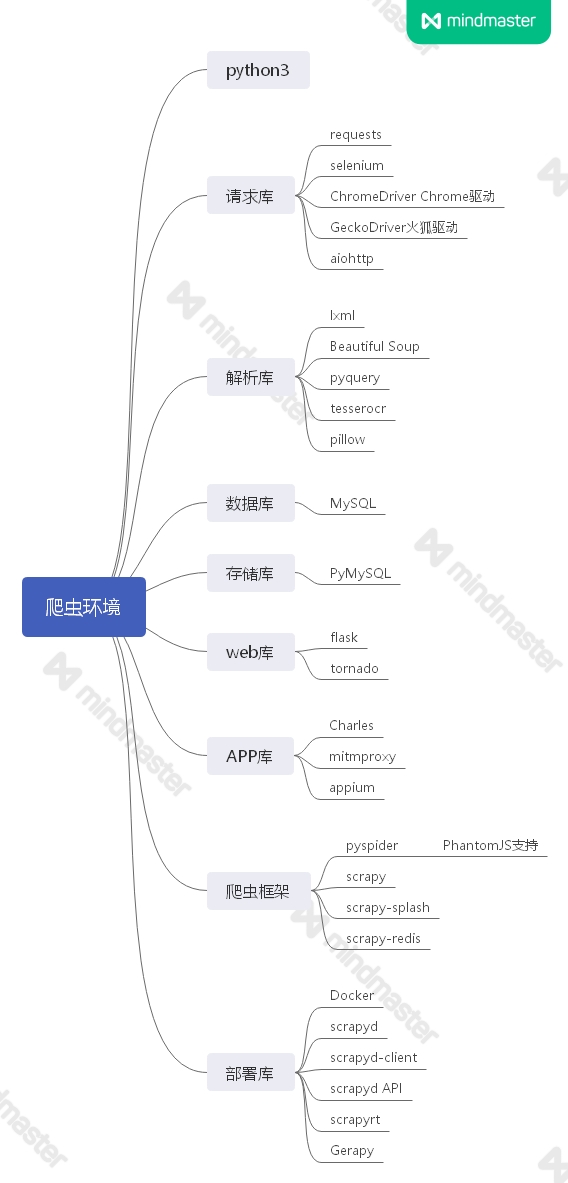 mindmaster
python3
请求库
requests
selenium
ChromeDriver Chrome驱动
GeckoDriver火狐驱动
aiohttp
解析库
lxml
Beautiful Soup
pyquery
tesserocr
pillow
数据库
MySQL
存储库
PyMySQL
爬虫环境
web库
flask
tornado
APP库
Charles
mitmproxy
appium
爬虫框架
pyspider PhantomJS支持
scrapy
scrapy-splash
scrapy-redis
部署库
Docker
scrapyd
scrapyd-client
scrapyd API
scrapyrt
Gerapy
mindmaster
mindmaster
mindmaster
mindmaster